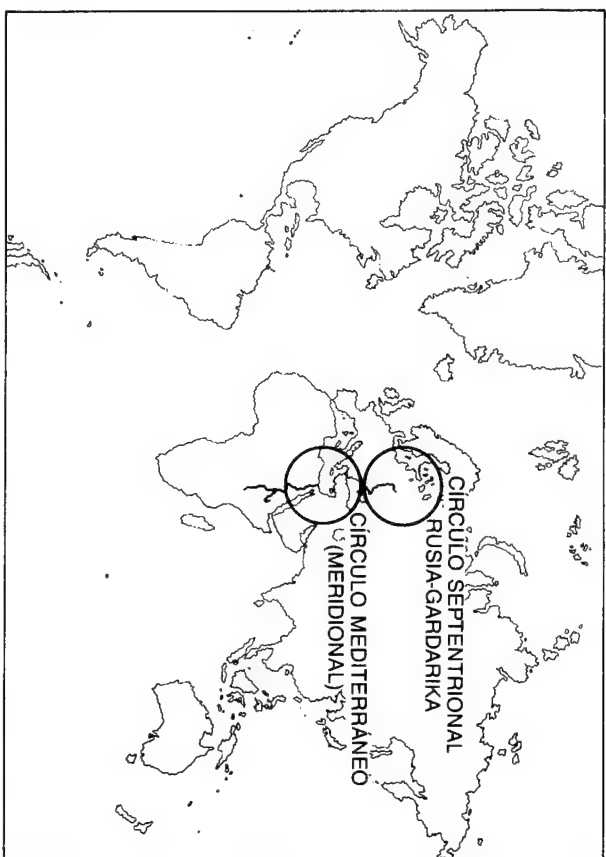 CÍRCULO SEPTENTRIONAL
RUSIA-GARDARIKA
CÍRCULO MEDITERRÁNEO
(MERIDIONAL)